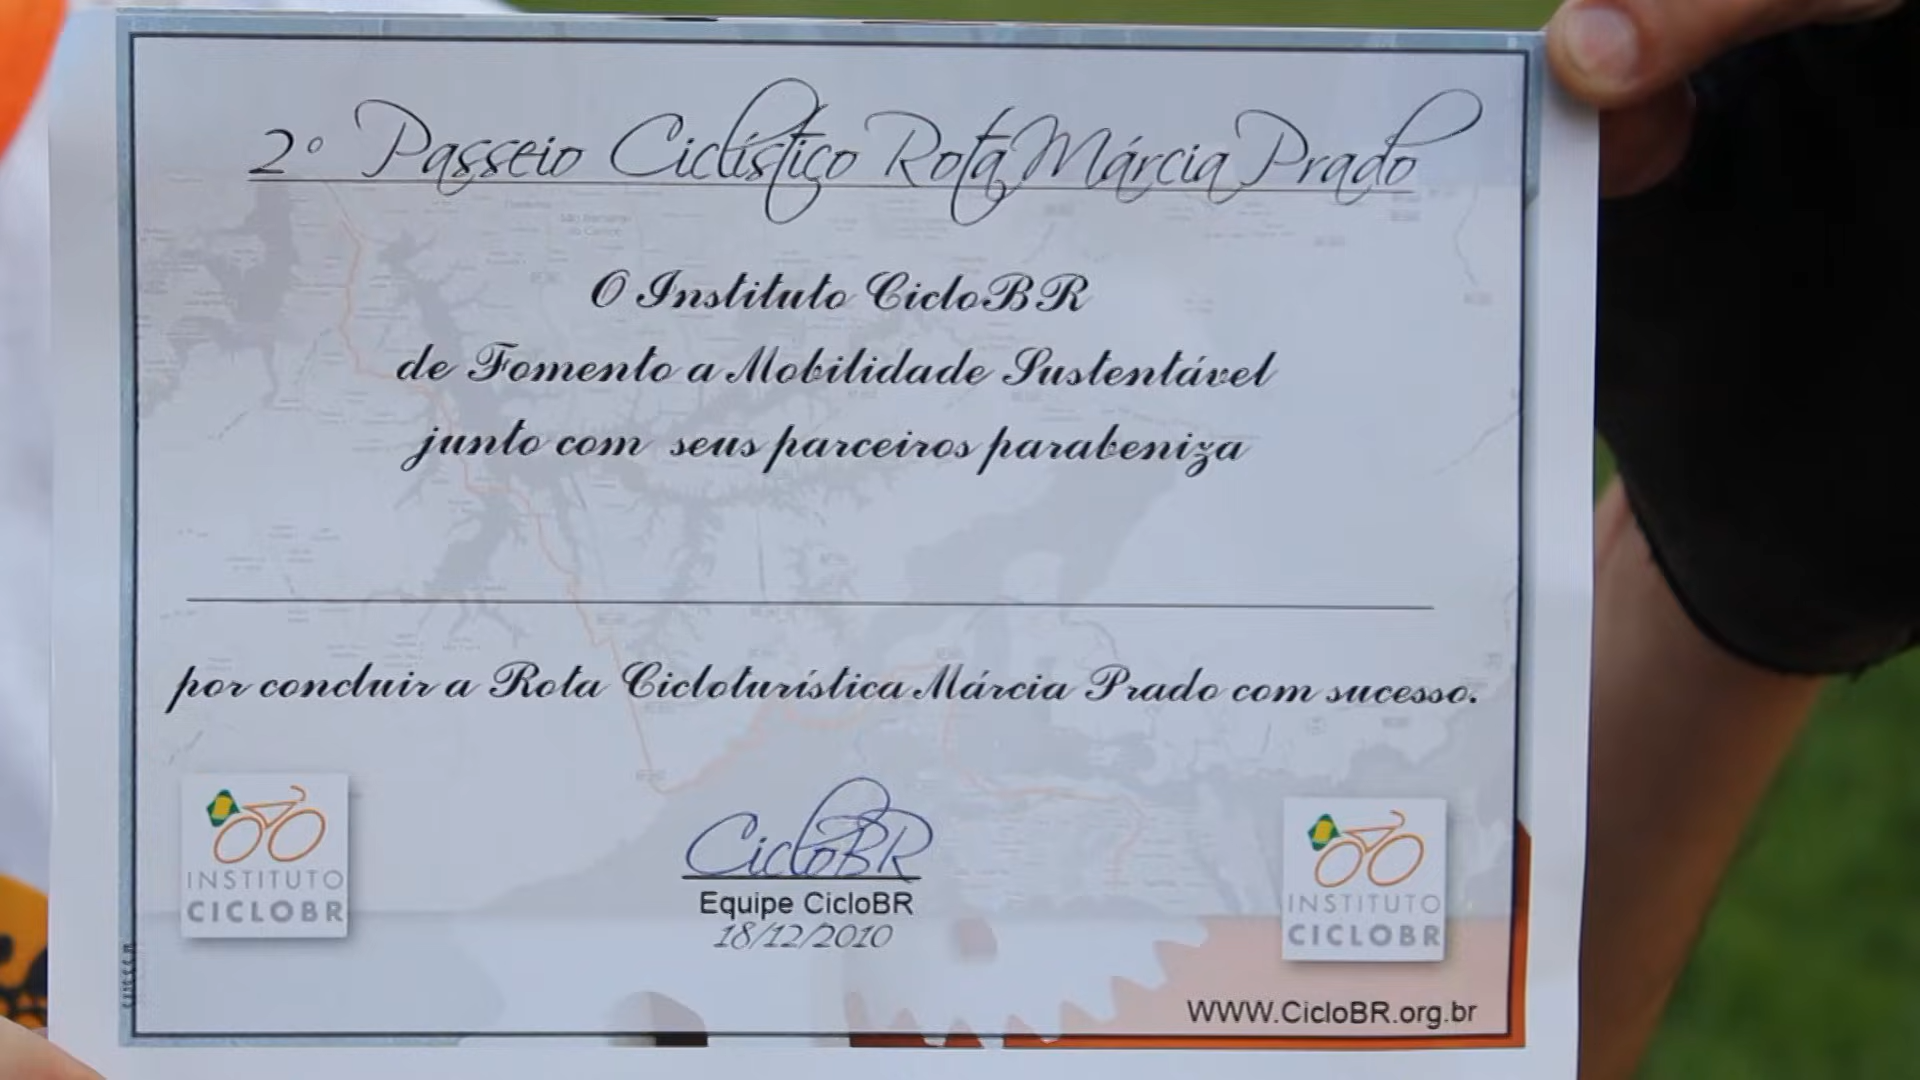 2º Passeio Ciclístico Rota Márcia Prado
O Instituto CicloBR
de Fomento a Mobilidade Sustentável
junto com seus parceiros parabeniza
por concluir a Rota Cicloturística Márcia Prado com sucesso.
CicloBR
Equipe CicloBR
18/12/2010
INSTITUTO
CICLOBR
INSTITUTO
CICLOBR
WWW.CicloBR.org.br